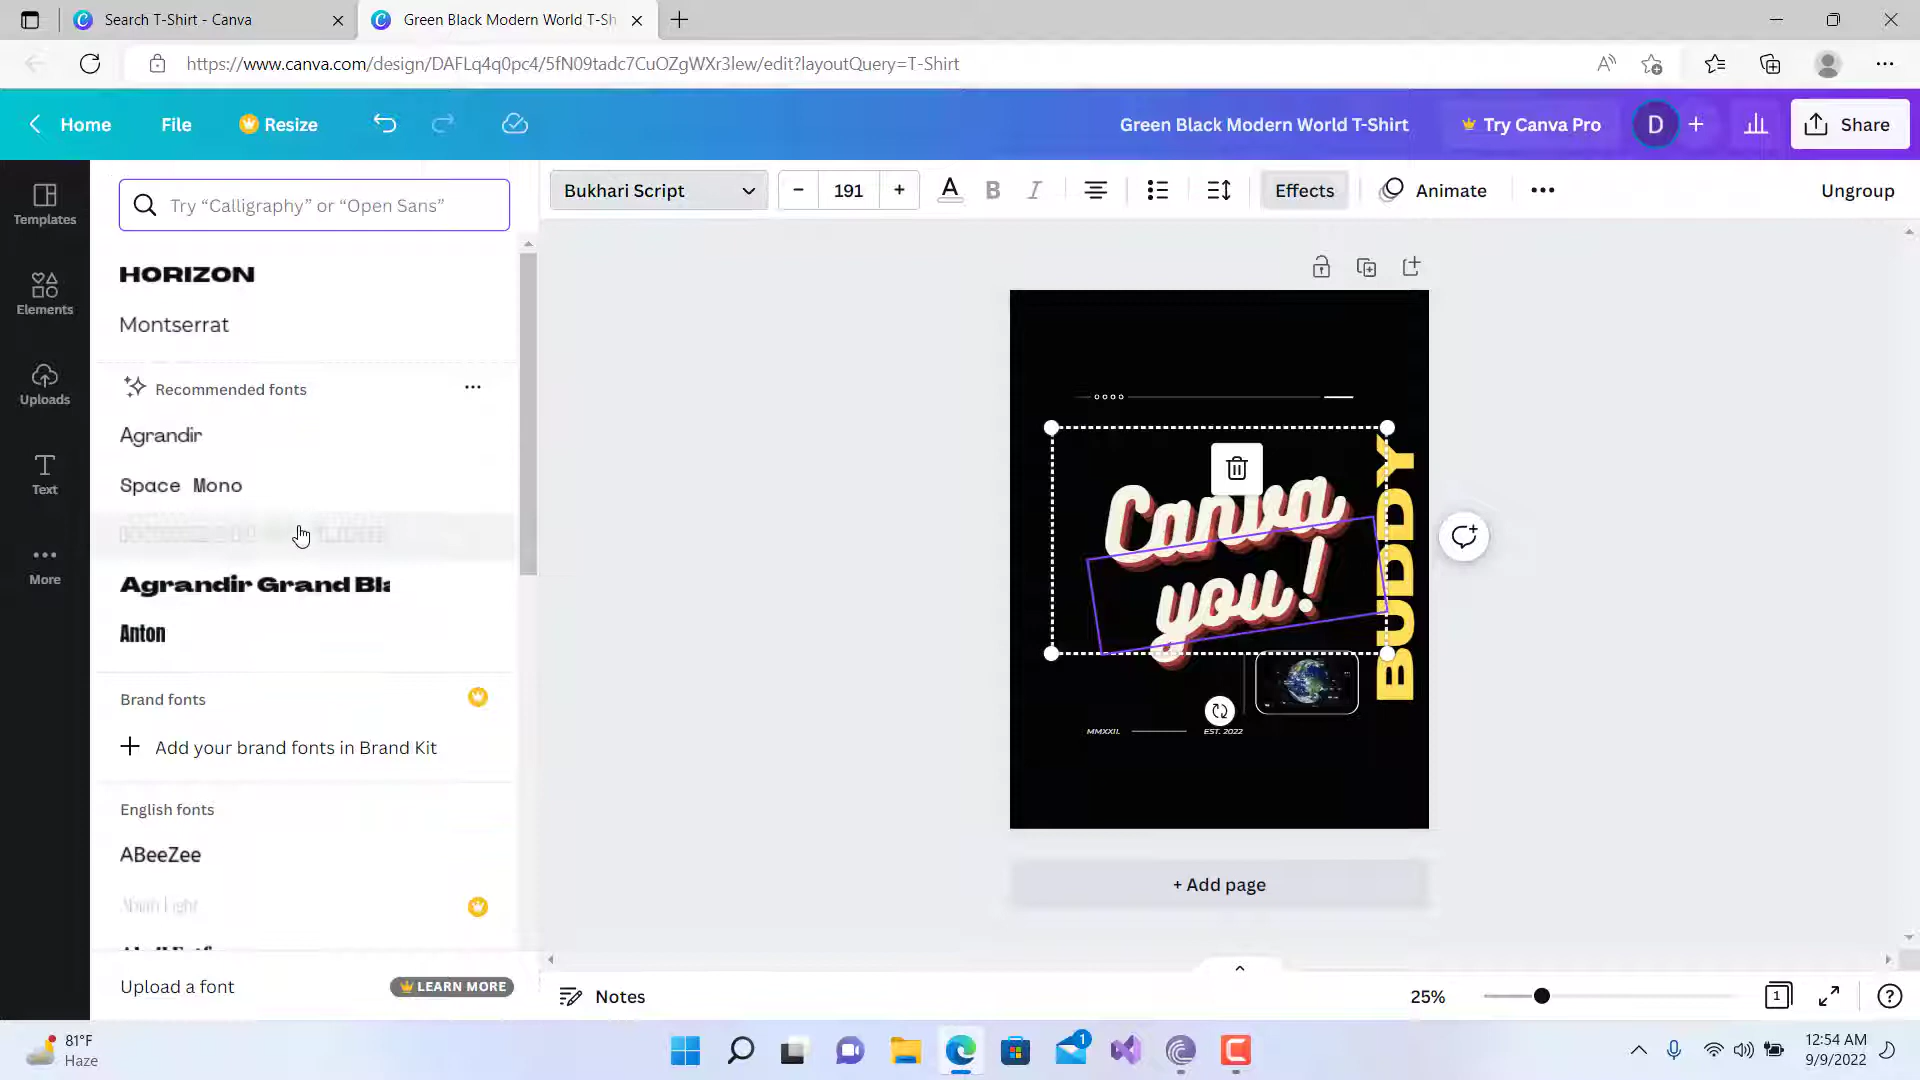 Search T-Shirt - Canva
Green Black Modern World T-Sh
https://www.canva.com/design/DAFLq4q0pc4/5fN09tadc7CuOZgWXr3lew/edit?layoutQuery=T-Shirt
Home
File
Resize
Green Black Modern World T-Shirt
Try Canva Pro
D
Share
Templates
Elements
Uploads
Text
More
Try “Calligraphy” or “Open Sans”
HORIZON
Montserrat
Recommended fonts
Agrandir
Space Mono
Agrandir Grand Bla
Anton
Brand fonts
Add your brand fonts in Brand Kit
English fonts
ABeeZee
Upload a font
LEARN MORE
Bukhari Script
191
A
B
I
Effects
Animate
Ungroup
Canva
you!
BUDDY
MMXXII.
EST. 2022
+ Add page
Notes
25%
1
81°F
Haze
1
12:54 AM
9/9/2022